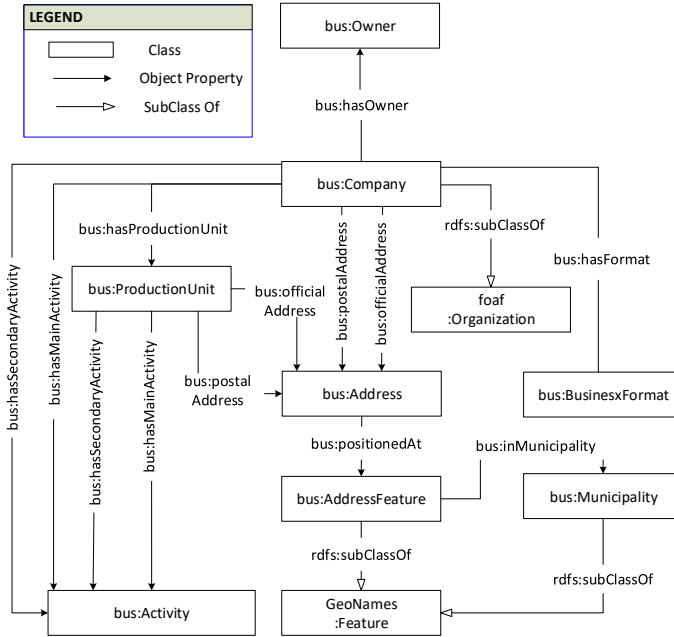 LEGEND
Class
Object Property
SubClass Of
bus:Owner
bus:hasOwner
bus:Company
bus:hasProductionUnit
bus:postalAddress
bus:officialAddress
rdfs:subClassOf
bus:hasFormat
bus:hasSecondaryActivity
bus:hasMainActivity
bus:ProductionUnit
bus:official
Address
foaf
:Organization
bus:hasSecondaryActivity
bus:hasMainActivity
bus:postal
Address
bus:Address
bus:BusinexFormat
bus:positionedAt
bus:inMunicipality
bus:AddressFeature
bus:Municipality
rdfs:subClassOf
rdfs:subClassOf
bus:Activity
GeoNames
:Feature